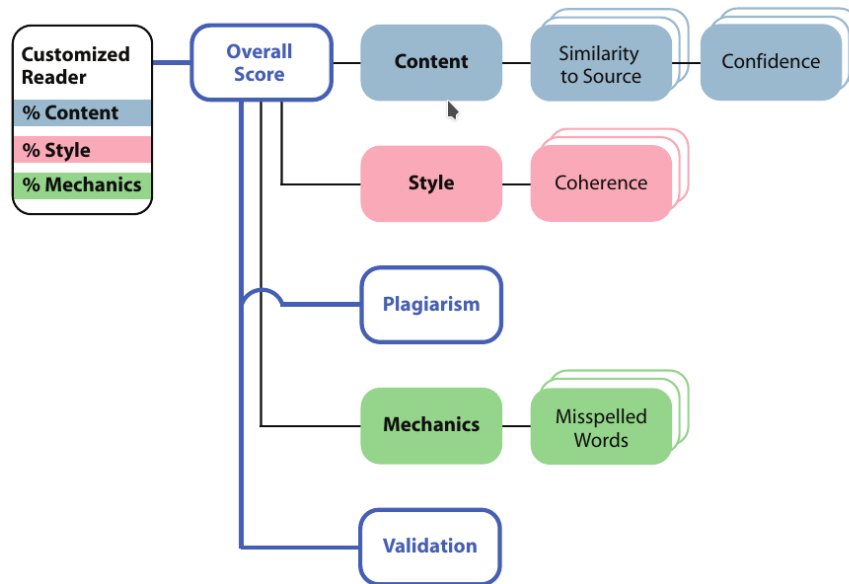 Customized
Reader
% Content
% Style
% Mechanics
Overall
Score
Content
Similarity
to Source
Confidence
Style
Coherence
Plagiarism
Mechanics
Misspelled
Words
Validation